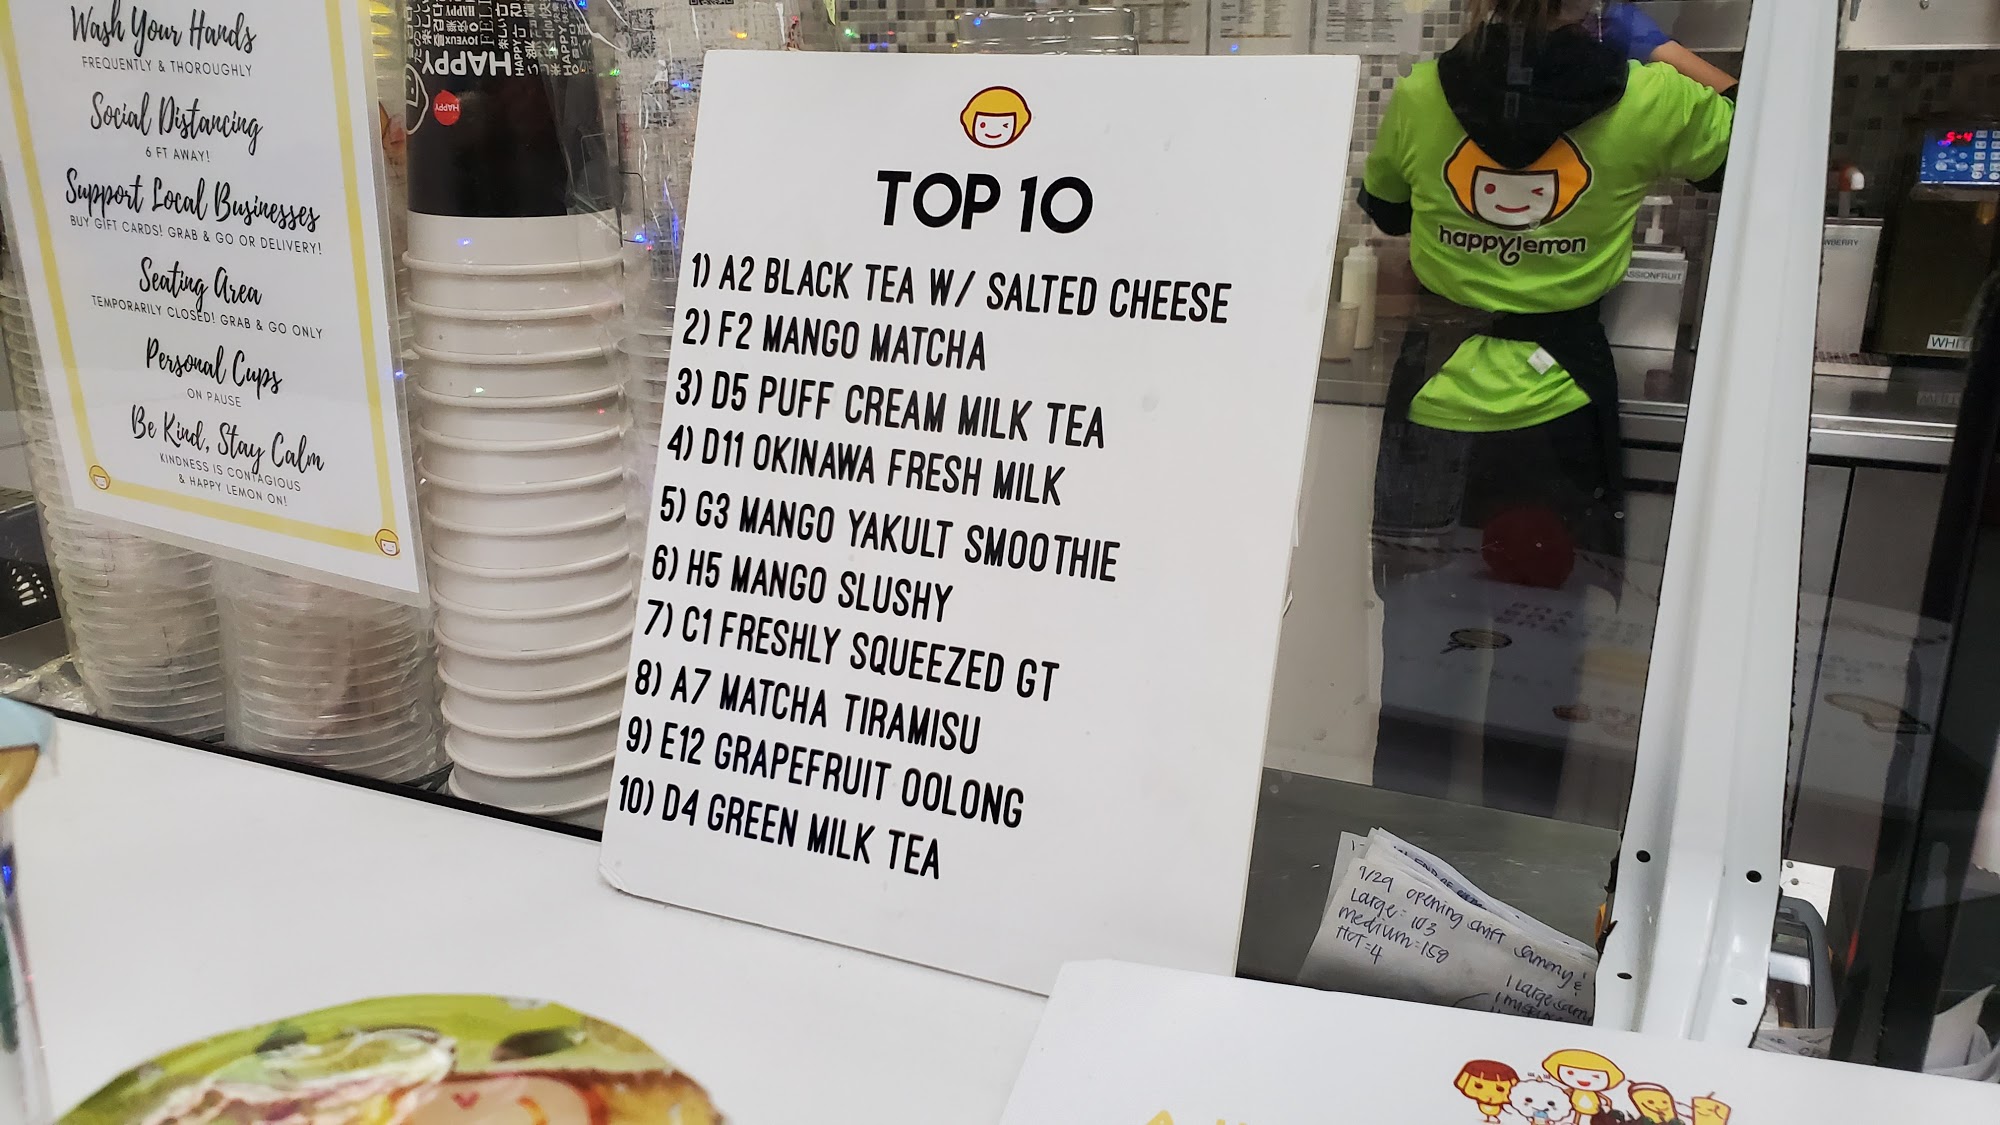 Wash Your Hands
FREQUENTLY & THOROUGHLY
Social Distancing
6 FT AWAY!
Support Local Businesses
BUY GIFT CARDS! GRAB & GO OR DELIVERY!
Seating Area
TEMPORARILY CLOSED! GRAB & GO ONLY
Personal Cups
ON PAUSE
Be Kind, Stay Calm
KINDNESS IS CONTAGIOUS
& HAPPY LEMON ON!
HAPPY
HAPPY
TOP 10
1) A2 BLACK TEA W/ SALTED CHEESE
2) F2 MANGO MATCHA
3) D5 PUFF CREAM MILK TEA
4) D11 OKINAWA FRESH MILK
5) G3 MANGO YAKULT SMOOTHIE
6) H5 MANGO SLUSHY
7) C1 FRESHLY SQUEEZED GT
8) A7 MATCHA TIRAMISU
9) E12 GRAPEFRUIT OOLONG
10) D4 GREEN MILK TEA
happylemon
9/29 opening shift Sammy &
Large = 103
medium = 159
HOT = 4
1 Large